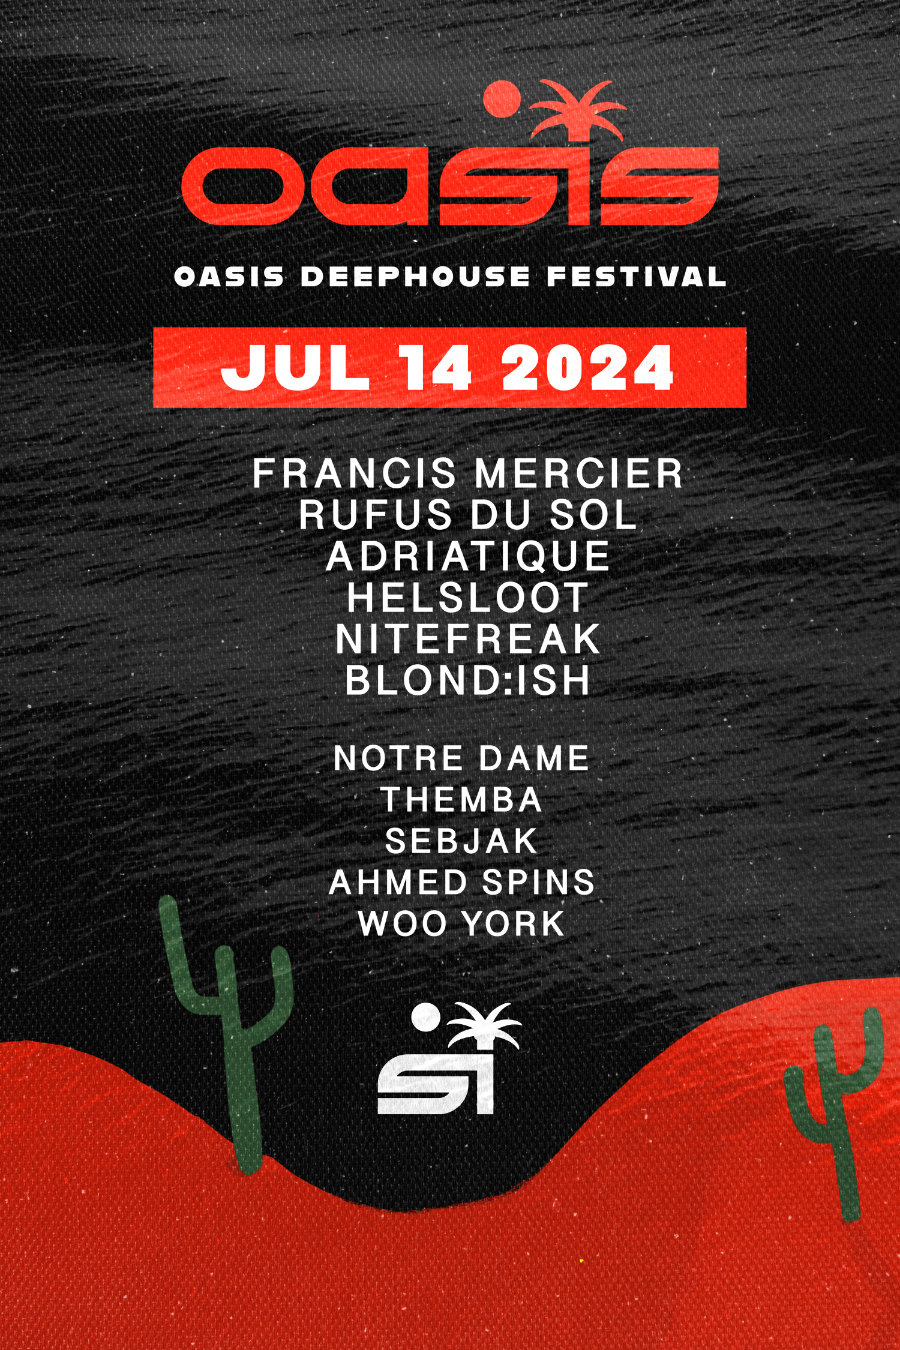 oasis
OASIS DEEPHOUSE FESTIVAL
JUL 14 2024
FRANCIS MERCIER
RUFUS DU SOL
ADRIATIQUE
HELSLOOT
NITEFREAK
BLOND:ISH
NOTRE DAME
THEMBA
SEBJAK
AHMED SPINS
WOO YORK
si